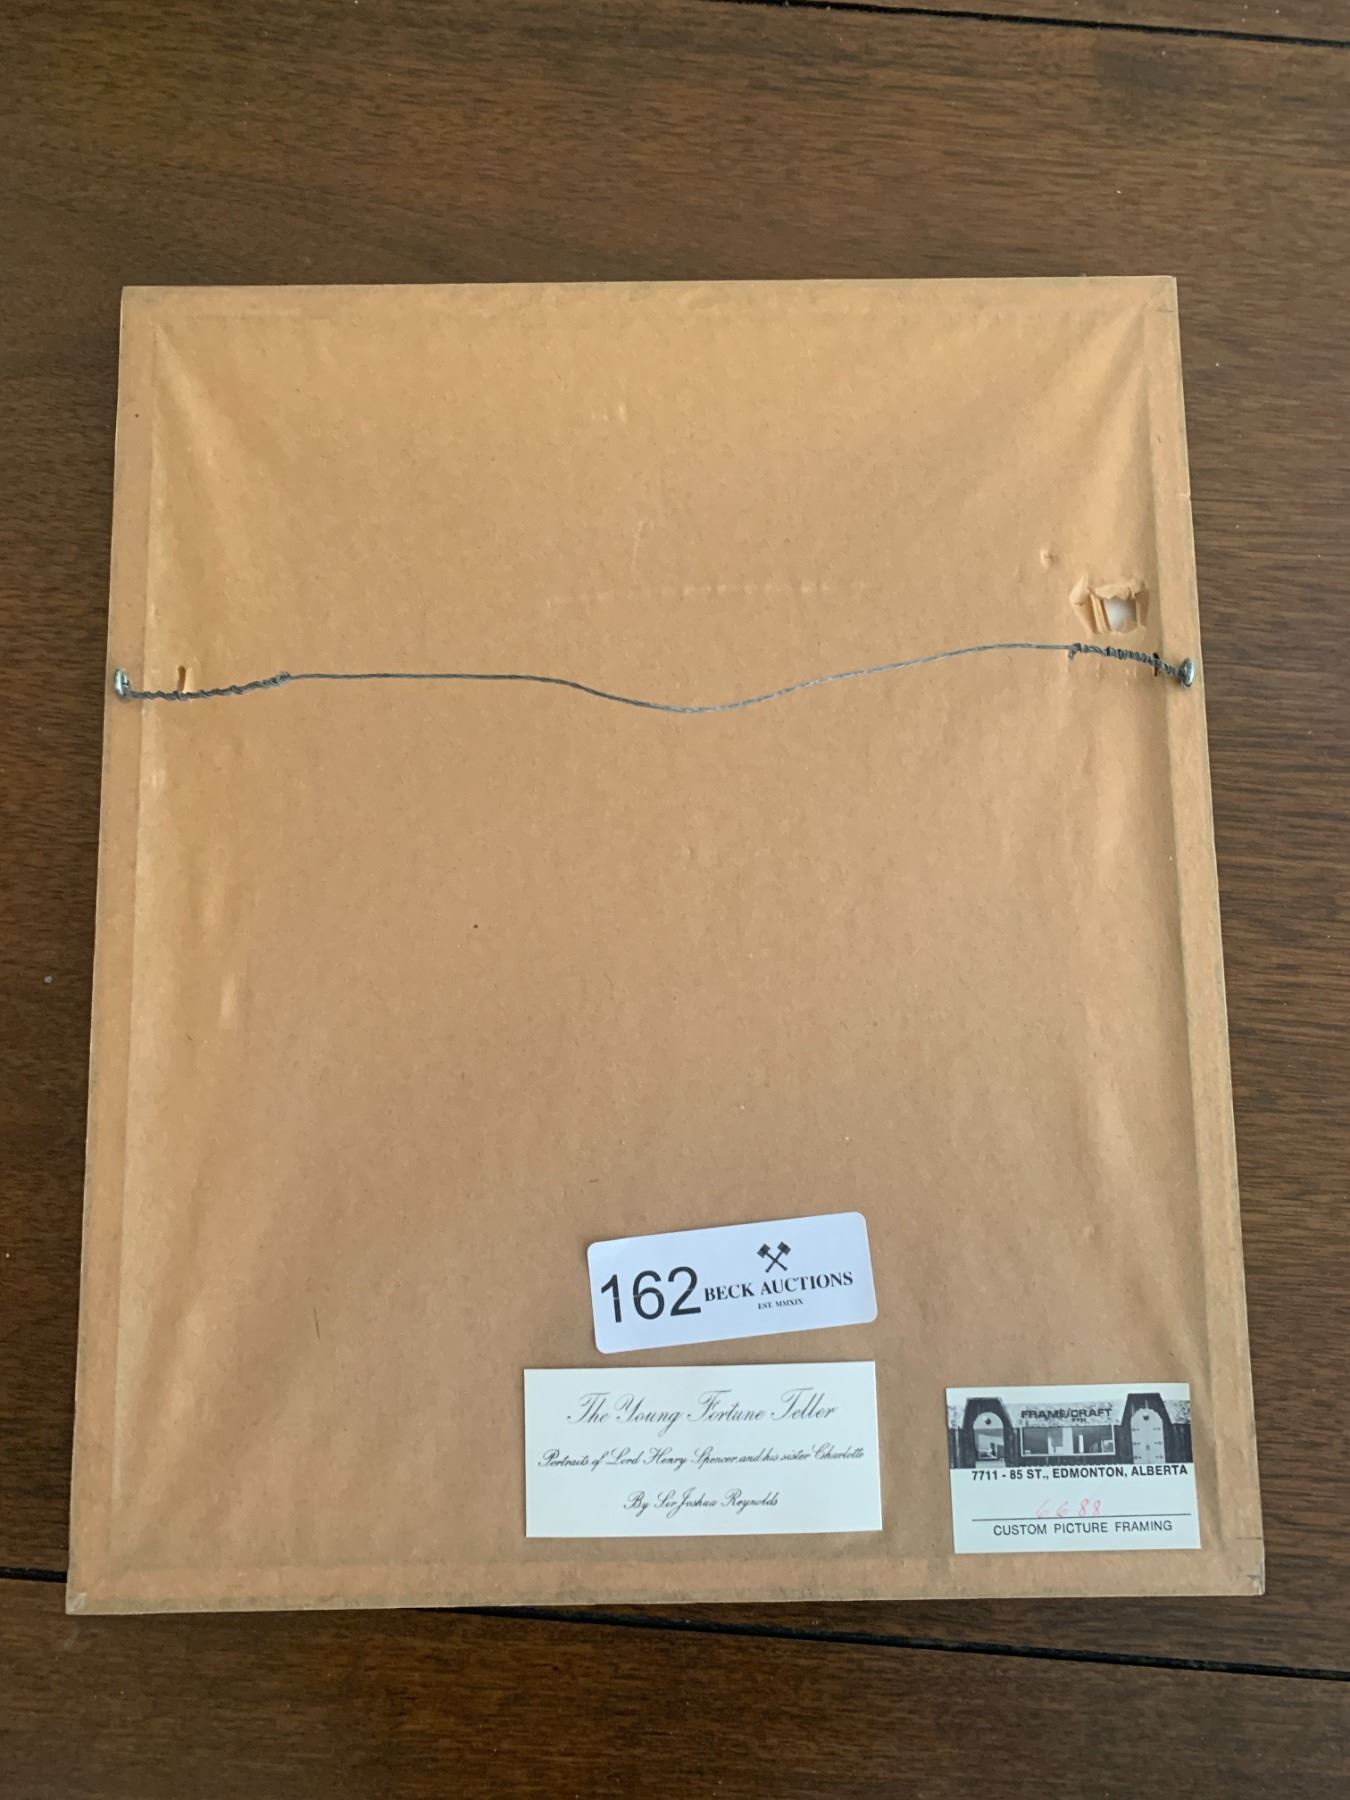 162 BECK AUCTIONS
EST. MMXIX
The Young Fortune Teller
Portraits of Lord Henry Spencer and his sister Charlotte
By Sir Joshua Reynolds
FRAME/CRAFT
7711 - 85 ST., EDMONTON, ALBERTA
6688
CUSTOM PICTURE FRAMING